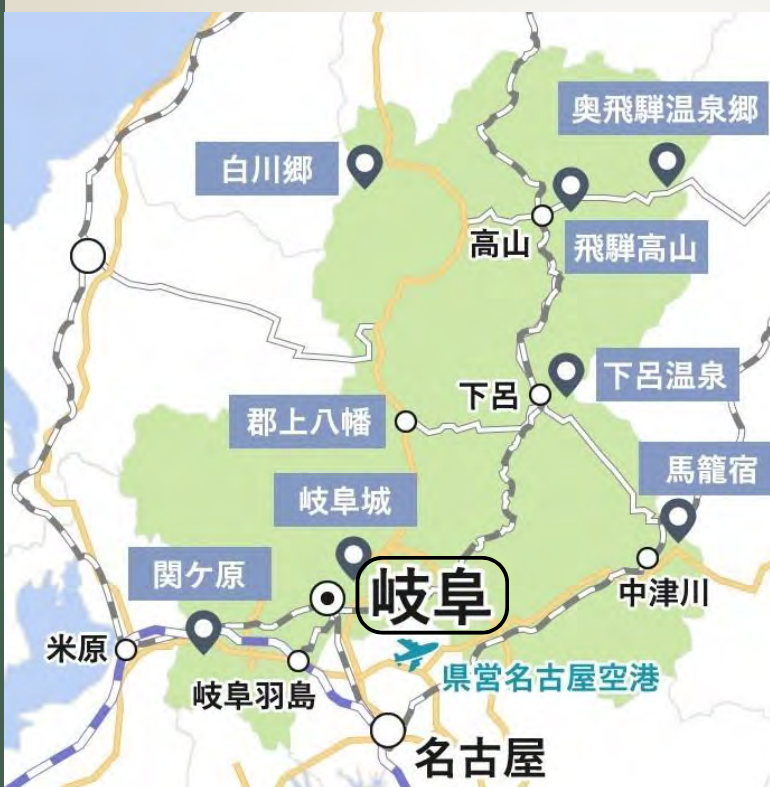 奥飛騨温泉郷
白川郷
高山
飛騨高山
下呂温泉
下呂
郡上八幡
馬籠宿
岐阜城
関ケ原
岐阜
中津川
米原
県営名古屋空港
岐阜羽島
名古屋